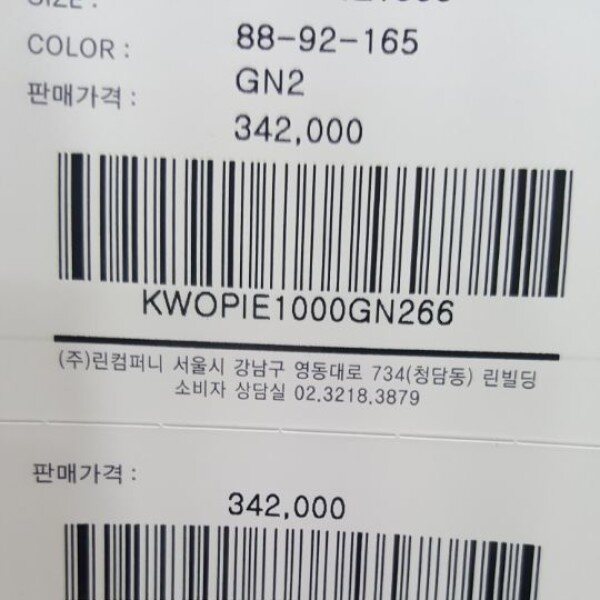 SIZE :
COLOR : 88-92-165
판매가격 : GN2
342,000
KWOPIE1000GN266
(주)린컴퍼니 서울시 강남구 영동대로 734(청담동) 린빌딩
소비자 상담실 02.3218.3879
판매가격 :
342,000